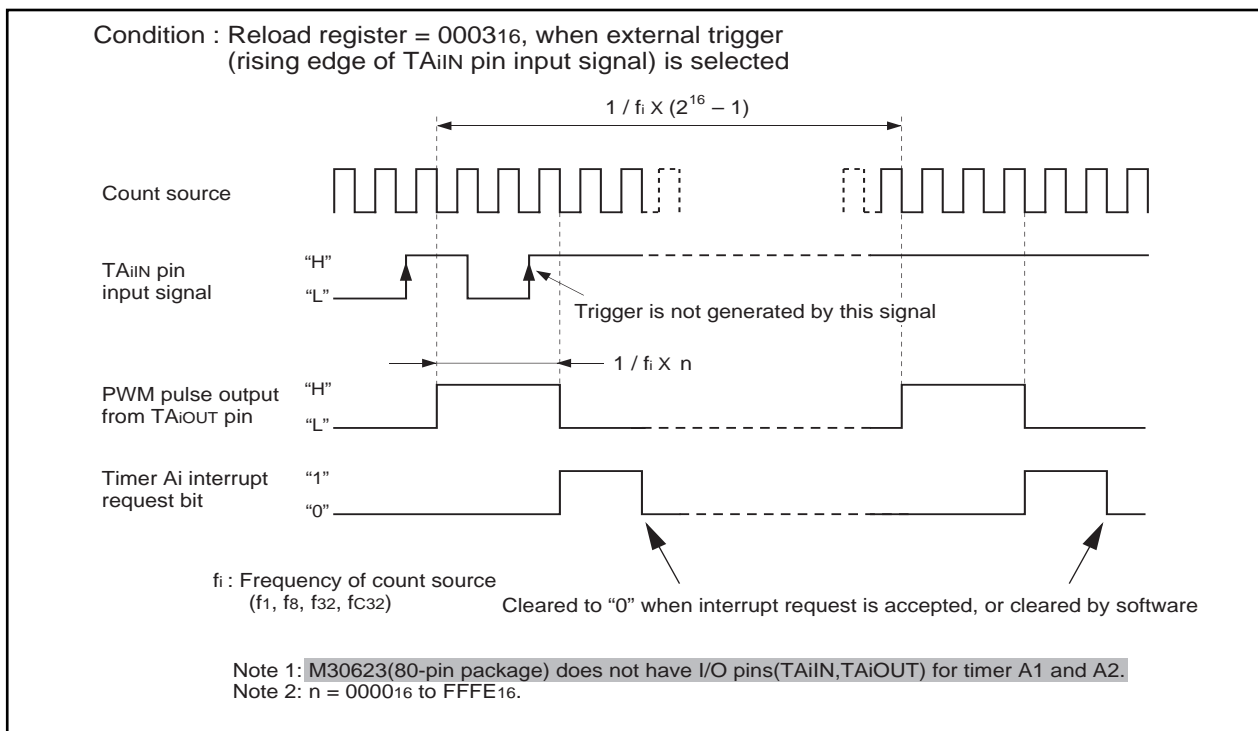 Condition : Reload register = 000316, when external trigger
(rising edge of TAiIN pin input signal) is selected
1 / fi X (2^16 – 1)
Count source
TAiIN pin
input signal
“H”
“L”
Trigger is not generated by this signal
1 / fi X n
PWM pulse output
from TAiOUT pin
“H”
“L”
Timer Ai interrupt
request bit
“1”
“0”
fi : Frequency of count source
(f1, f8, f32, fC32)
Cleared to “0” when interrupt request is accepted, or cleared by software
Note 1: M30623(80-pin package) does not have I/O pins(TAiIN,TAiOUT) for timer A1 and A2.
Note 2: n = 000016 to FFFE16.